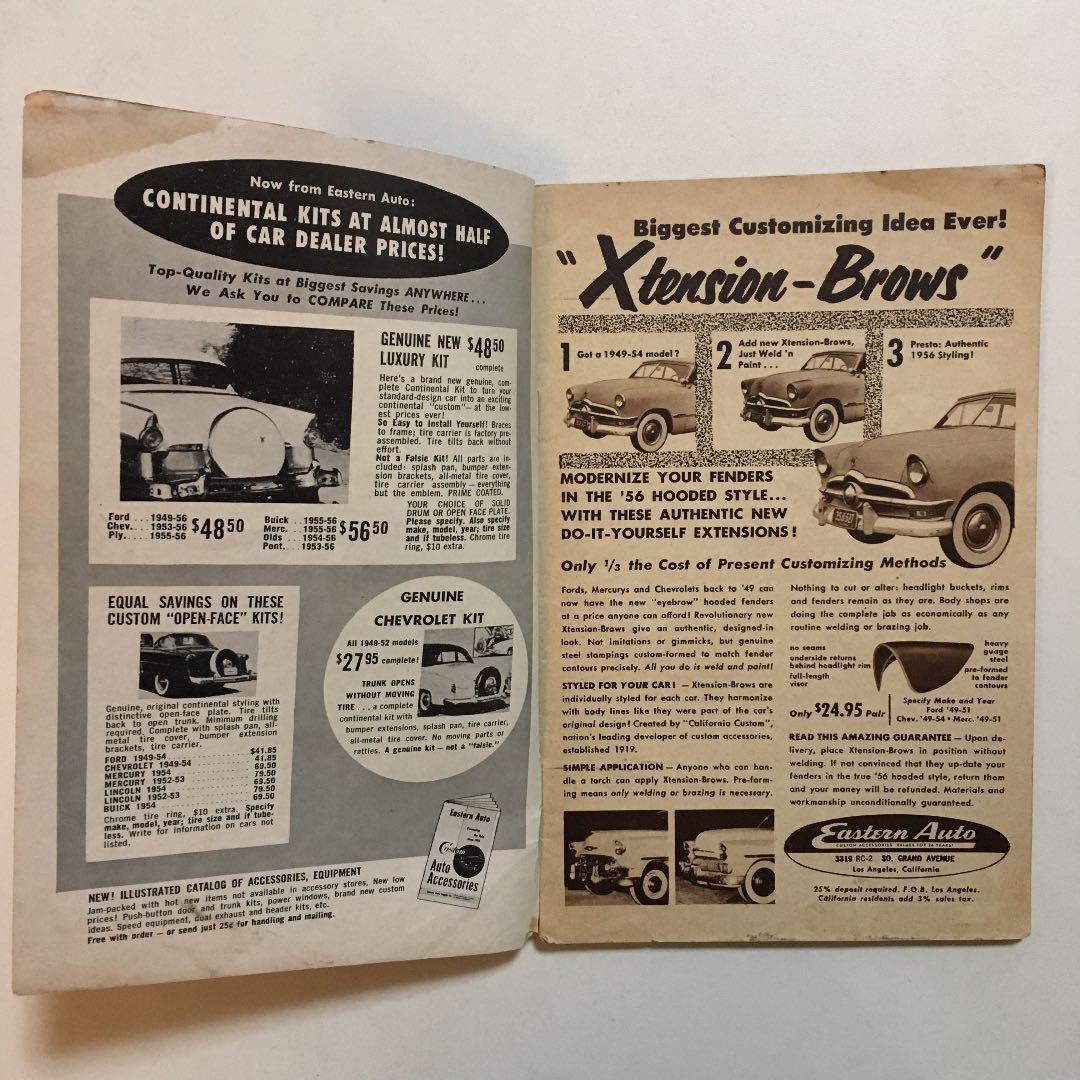 Now from Eastern Auto:
CONTINENTAL KITS AT ALMOST HALF
OF CAR DEALER PRICES!
Top-Quality Kits at Biggest Savings ANYWHERE...
We Ask You to COMPARE These Prices!
GENUINE NEW $48 50
LUXURY KIT complete
Here's a brand new genuine, com-
plete Continental Kit to turn your
standard-design car into an exciting
continental "custom"—at the low-
est prices ever!
So Easy to Install Yourself! Braces
to frame; tire carrier is factory pre-
assembled. Tire tilts back without
effort.
Not a Falsie Kit! All parts are in-
cluded: splash pan, bumper exten-
sion brackets, all-metal tire cover,
tire carrier assembly—everything
but the emblem. PRIME COATED.
YOUR CHOICE OF SOLID
DRUM OR OPEN FACE PLATE.
Please specify. Also specify
make, model, year; tire size
and if tubeless. Chrome tire
ring, $10 extra.
Ford ... 1949-56
Chev.... 1953-56 $48 50
Ply..... 1955-56
Buick .. 1955-56
Merc. .. 1955-56 $56 50
Olds ... 1954-56
Pont.... 1953-56
EQUAL SAVINGS ON THESE
CUSTOM "OPEN-FACE" KITS!
Genuine, original continental styling with
distinctive open-face plate. Tire tilts
back to open trunk. Minimum drilling
required. Complete with splash pan, all-
metal tire cover, bumper extension
brackets, tire carrier.
FORD 1949-54 $41.85
CHEVROLET 1949-54 41.85
MERCURY 1954 69.50
MERCURY 1952-53 79.50
LINCOLN 1954 69.50
LINCOLN 1952-53 79.50
BUICK 1954 69.50
Chrome tire ring, $10 extra. Specify
make, model, year; tire size and if tube-
less. Write for information on cars not
listed.
GENUINE
CHEVROLET KIT
All 1949-52 models
$27 95 complete!
TRUNK OPENS
WITHOUT MOVING
TIRE ... a complete
continental kit with
bumper extensions, splash pan, tire carrier,
all-metal tire cover. No moving parts or
rattles. A genuine kit — not a "falsie."
Eastern Auto
Custom
Auto
Accessories
NEW! ILLUSTRATED CATALOG OF ACCESSORIES, EQUIPMENT
Jam-packed with hot new items not available in accessory stores. New low
prices! Push-button door and trunk kits, power windows, brand new custom
ideas. Speed equipment, dual exhaust and header kits, etc.
Free with order — or send just 25c for handling and mailing.
Biggest Customizing Idea Ever!
"Xtension-Brows"
1 Got a 1949-54 model?
2 Add new Xtension-Brows,
Just Weld 'n
Paint...
3 Presto: Authentic
1956 Styling!
MODERNIZE YOUR FENDERS
IN THE '56 HOODED STYLE...
WITH THESE AUTHENTIC NEW
DO-IT-YOURSELF EXTENSIONS!
Only 1/3 the Cost of Present Customizing Methods
Fords, Mercurys and Chevrolets back to '49 can
now have the new "eyebrow" hooded fenders
at a price anyone can afford! Revolutionary new
Xtension-Brows give an authentic, designed-in
look. Not imitations or gimmicks, but genuine
steel stampings custom-formed to match fender
contours precisely. All you do is weld and paint!
STYLED FOR YOUR CAR! — Xtension-Brows are
individually styled for each car. They harmonize
with body lines like they were part of the car's
original design! Created by "California Custom",
nation's leading developer of custom accessories,
established 1919.
SIMPLE APPLICATION — Anyone who can han-
dle a torch can apply Xtension-Brows. Pre-form-
ing means only welding or brazing is necessary.
Nothing to cut or alter: headlight buckets, rims
and fenders remain as they are. Body shops are
doing the complete job as economically as any
routine welding or brazing job.
no seams
underside returns
behind headlight rim
full-length
visor
heavy
guage
steel
pre-formed
to fender
contours
Only $24.95 Pair
Specify Make and Year
Ford '49-51
Chev. '49-54 • Merc. '49-51
READ THIS AMAZING GUARANTEE — Upon de-
livery, place Xtension-Brows in position without
welding. If not convinced that they up-date your
fenders in the true '56 hooded style, return them
and your money will be refunded. Materials and
workmanship unconditionally guaranteed.
Eastern Auto
CUSTOM ACCESSORIES VALUES FOR 36 YEARS!
3319 RC-2 SO. GRAND AVENUE
Los Angeles, California
25% deposit required. F.O.B. Los Angeles.
California residents add 3% sales tax.